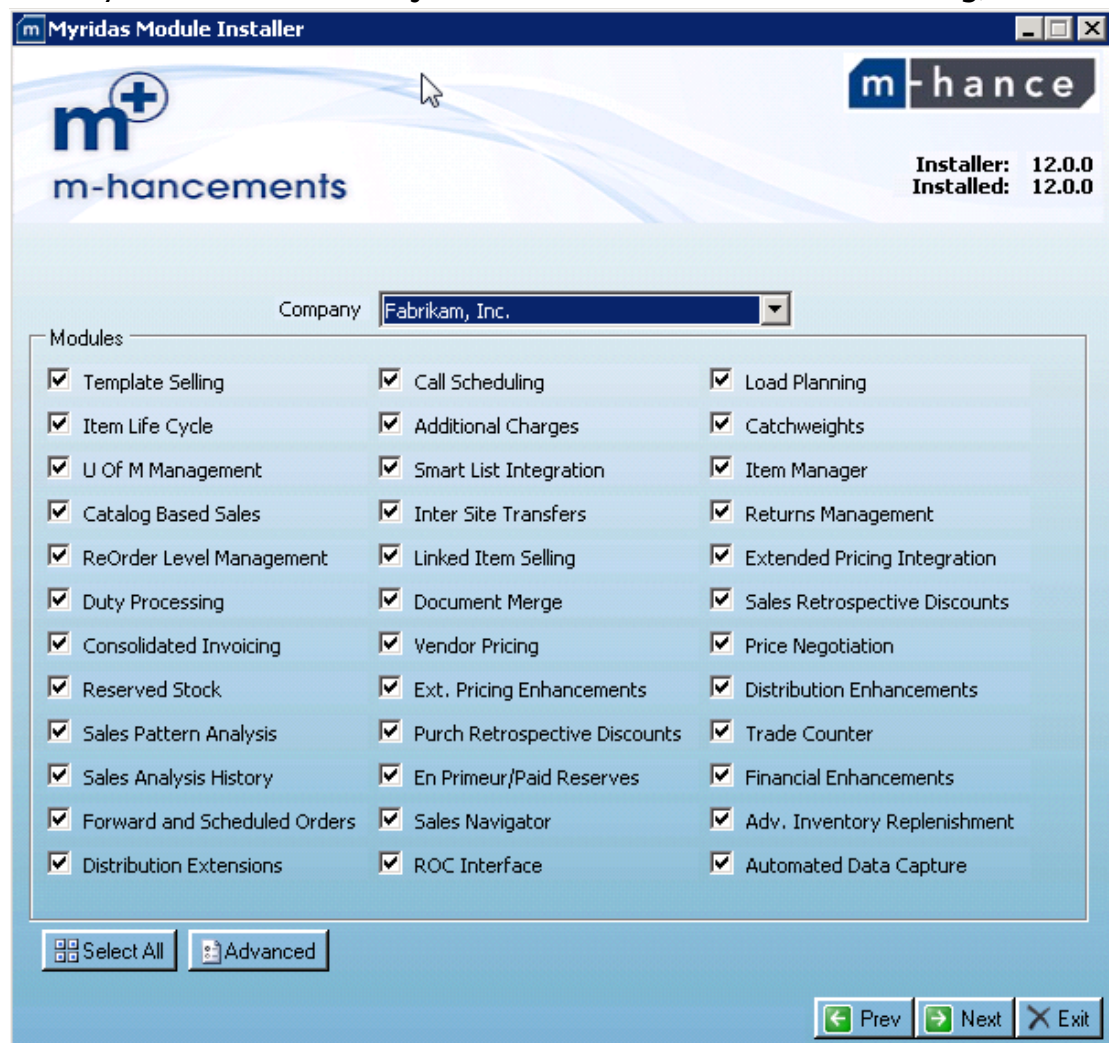 Myridas Module Installer
m+
m-hancements
m-hance
Installer: 12.0.0
Installed: 12.0.0
Company Fabrikam, Inc.
Modules
Template Selling Call Scheduling Load Planning
Item Life Cycle Additional Charges Catchweights
U Of M Management Smart List Integration Item Manager
Catalog Based Sales Inter Site Transfers Returns Management
ReOrder Level Management Linked Item Selling Extended Pricing Integration
Duty Processing Document Merge Sales Retrospective Discounts
Consolidated Invoicing Vendor Pricing Price Negotiation
Reserved Stock Ext. Pricing Enhancements Distribution Enhancements
Sales Pattern Analysis Purch Retrospective Discounts Trade Counter
Sales Analysis History En Primeur/Paid Reserves Financial Enhancements
Forward and Scheduled Orders Sales Navigator Adv. Inventory Replenishment
Distribution Extensions ROC Interface Automated Data Capture
Select All Advanced
Prev Next Exit